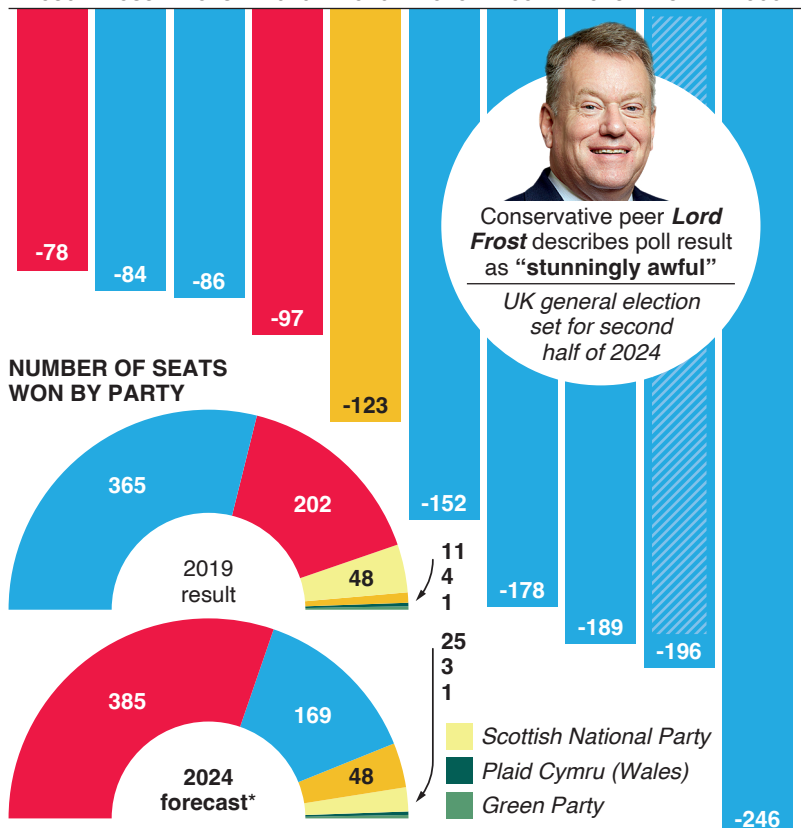 -78
-84
-86
-97
-123
-152
-178
-189
-196
-246
Conservative peer Lord
Frost describes poll result
as “stunningly awful”
UK general election
set for second
half of 2024
NUMBER OF SEATS
WON BY PARTY
365
202
48
11
4
1
2019
result
385
169
48
25
3
1
2024
forecast*
Scottish National Party
Plaid Cymru (Wales)
Green Party